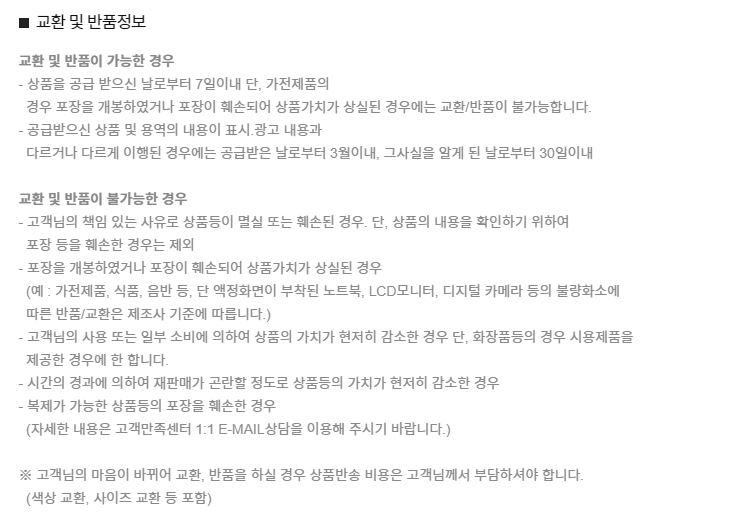 ■ 교환 및 반품정보
교환 및 반품이 가능한 경우
- 상품을 공급 받으신 날로부터 7일이내 단, 가전제품의
경우 포장을 개봉하였거나 포장이 훼손되어 상품가치가 상실된 경우에는 교환/반품이 불가능합니다.
- 공급받으신 상품 및 용역의 내용이 표시.광고 내용과
다르거나 다르게 이행된 경우에는 공급받은 날로부터 3월이내, 그사실을 알게 된 날로부터 30일이내
교환 및 반품이 불가능한 경우
- 고객님의 책임 있는 사유로 상품등이 멸실 또는 훼손된 경우. 단, 상품의 내용을 확인하기 위하여
포장 등을 훼손한 경우는 제외
- 포장을 개봉하였거나 포장이 훼손되어 상품가치가 상실된 경우
(예 : 가전제품, 식품, 음반 등, 단 액정화면이 부착된 노트북, LCD모니터, 디지털 카메라 등의 불량화소에
따른 반품/교환은 제조사 기준에 따릅니다.)
- 고객님의 사용 또는 일부 소비에 의하여 상품의 가치가 현저히 감소한 경우 단, 화장품등의 경우 시용제품을
제공한 경우에 한 합니다.
- 시간의 경과에 의하여 재판매가 곤란할 정도로 상품등의 가치가 현저히 감소한 경우
- 복제가 가능한 상품등의 포장을 훼손한 경우
(자세한 내용은 고객만족센터 1:1 E-MAIL상담을 이용해 주시기 바랍니다.)
※ 고객님의 마음이 바뀌어 교환, 반품을 하실 경우 상품반송 비용은 고객님께서 부담하셔야 합니다.
(색상 교환, 사이즈 교환 등 포함)